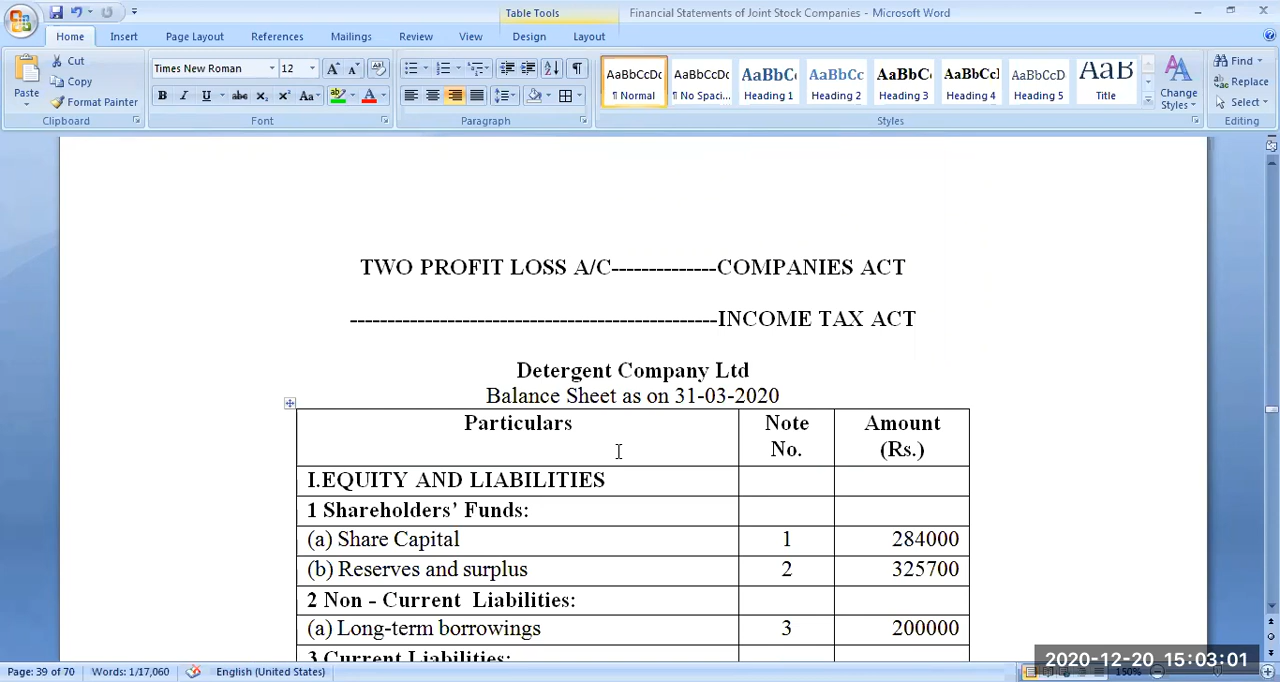 Table Tools
Financial Statements of Joint Stock Companies - Microsoft Word
Home Insert Page Layout References Mailings Review View Design Layout
Paste
Cut
Copy
Format Painter
Clipboard
Times New Roman 12
Font
Paragraph
AaBbCcDc AaBbCcDc AaBbC AaBbCc AaBbC AaBbCcI AaBbCcD AaB
¶ Normal ¶ No Spaci... Heading 1 Heading 2 Heading 3 Heading 4 Heading 5 Title
Change Styles
Styles
Find
Replace
Select
Editing
TWO PROFIT LOSS A/C--------------COMPANIES ACT
-------------------------------------------------INCOME TAX ACT
Detergent Company Ltd
Balance Sheet as on 31-03-2020
Particulars Note No. Amount (Rs.)
I.EQUITY AND LIABILITIES
1 Shareholders’ Funds:
(a) Share Capital 1 284000
(b) Reserves and surplus 2 325700
2 Non - Current Liabilities:
(a) Long-term borrowings 3 200000
3 Current Liabilities:
Page: 39 of 70 Words: 1/17,060 English (United States) 150%
2020-12-20 15:03:01